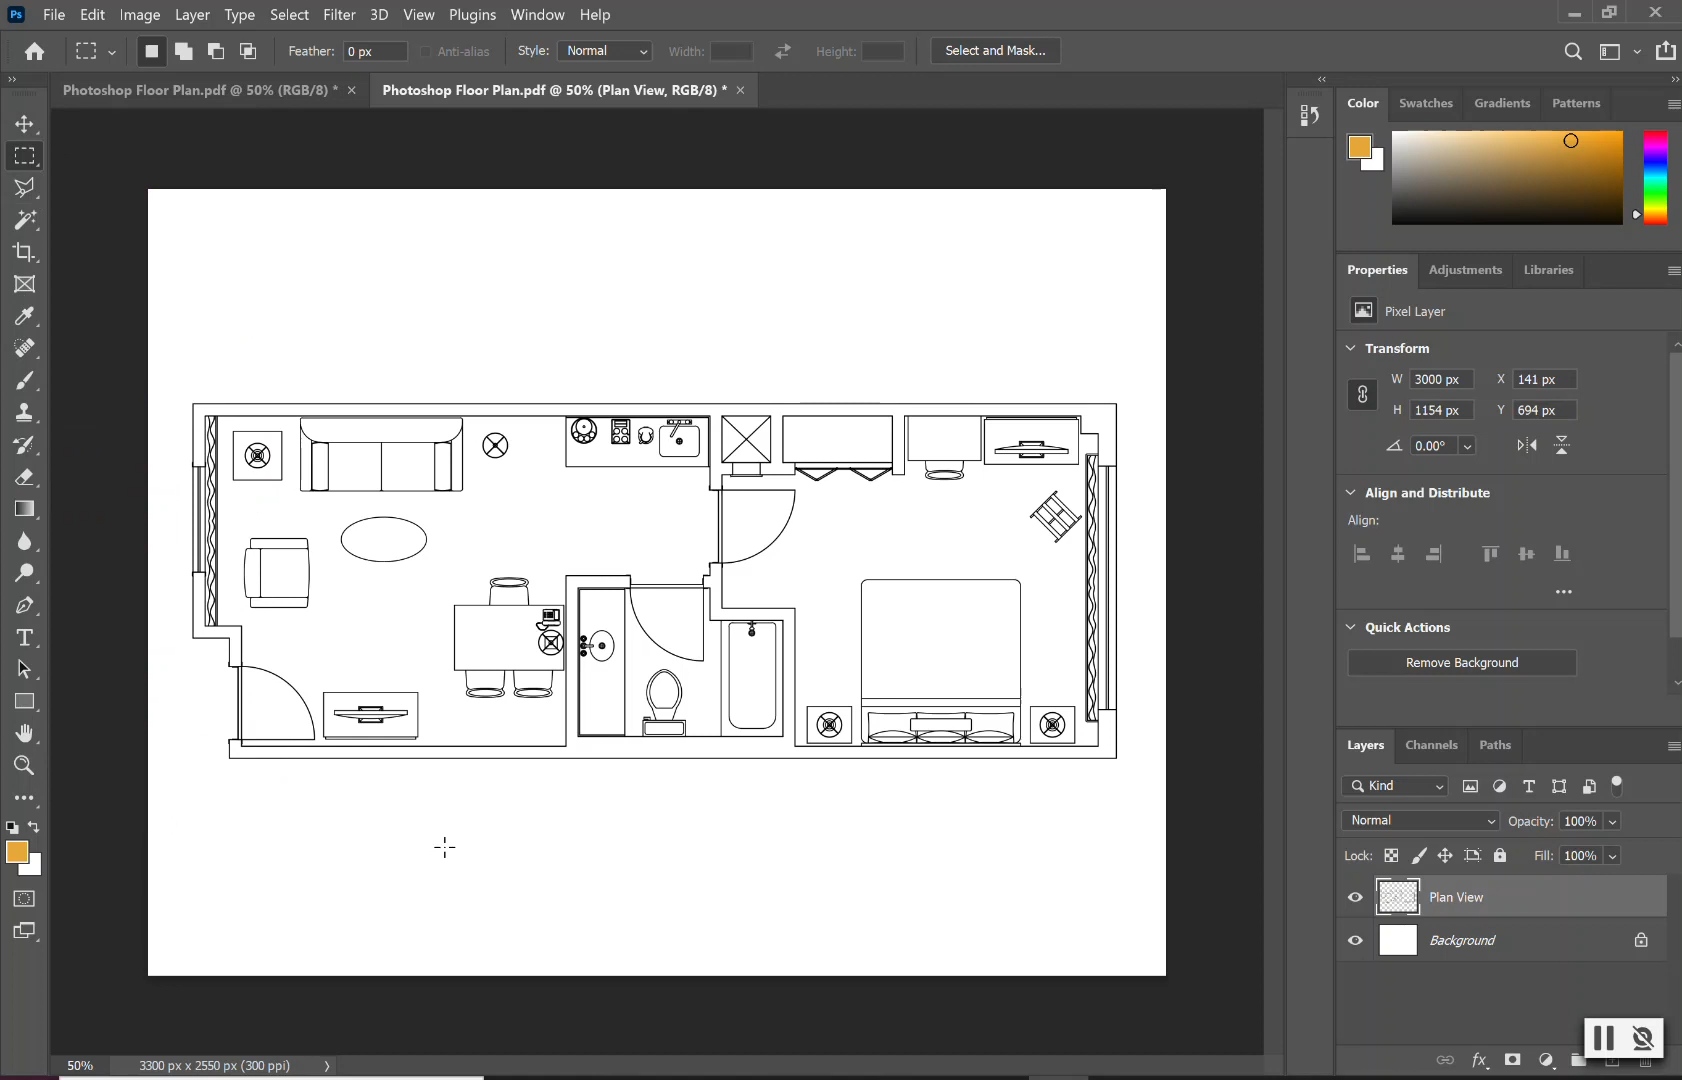 Ps File Edit Image Layer Type Select Filter 3D View Plugins Window Help
Feather: 0 px Anti-alias Style: Normal Width: Height: Select and Mask...
Photoshop Floor Plan.pdf @ 50% (RGB/8) * × Photoshop Floor Plan.pdf @ 50% (Plan View, RGB/8) * ×
Color Swatches Gradients Patterns
Properties Adjustments Libraries
Pixel Layer
Transform
W 3000 px X 141 px
H 1154 px Y 694 px
0.00°
Align and Distribute
Align:
Quick Actions
Remove Background
Layers Channels Paths
Kind
Normal Opacity: 100%
Lock: Fill: 100%
Plan View
Background
50% 3300 px x 2550 px (300 ppi)